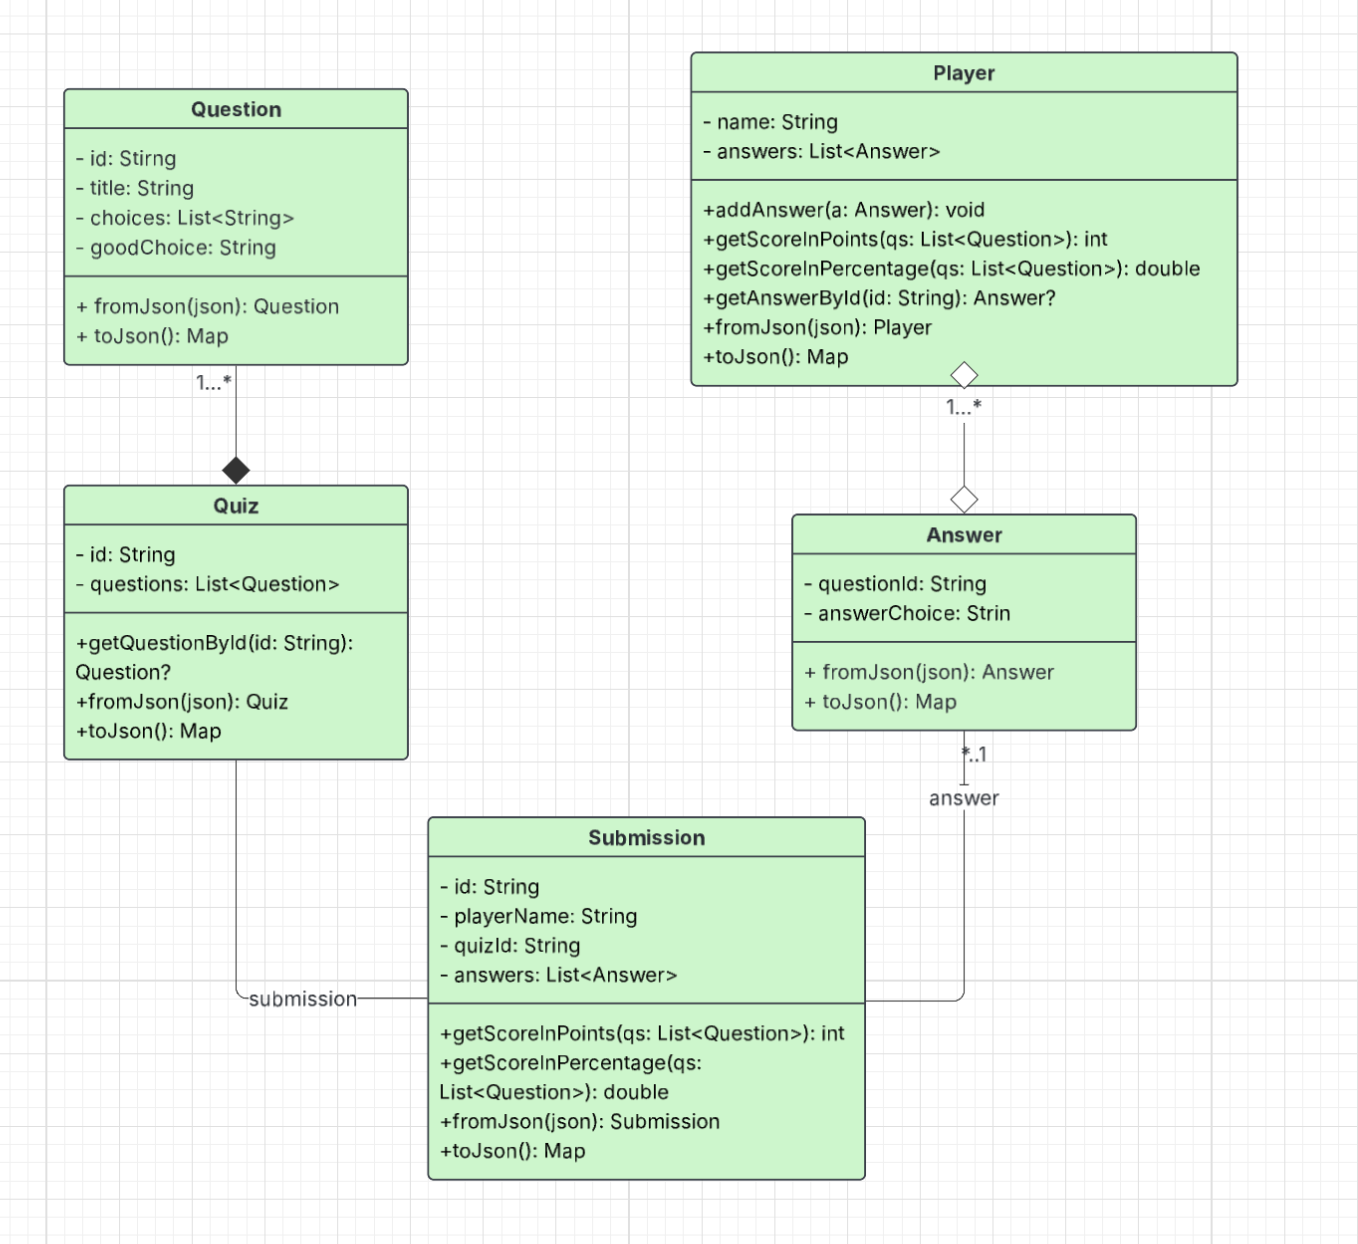 Question
- id: Stirng
- title: String
- choices: List<String>
- goodChoice: String
+ fromJson(json): Question
+ toJson(): Map
1...*
Quiz
- id: String
- questions: List<Question>
+getQuestionById(id: String):
Question?
+fromJson(json): Quiz
+toJson(): Map
submission
Player
- name: String
- answers: List<Answer>
+addAnswer(a: Answer): void
+getScoreInPoints(qs: List<Question>): int
+getScoreInPercentage(qs: List<Question>): double
+getAnswerById(id: String): Answer?
+fromJson(json): Player
+toJson(): Map
1...*
Answer
- questionId: String
- answerChoice: Strin
+ fromJson(json): Answer
+ toJson(): Map
*..1
answer
Submission
- id: String
- playerName: String
- quizId: String
- answers: List<Answer>
+getScoreInPoints(qs: List<Question>): int
+getScoreInPercentage(qs:
List<Question>): double
+fromJson(json): Submission
+toJson(): Map